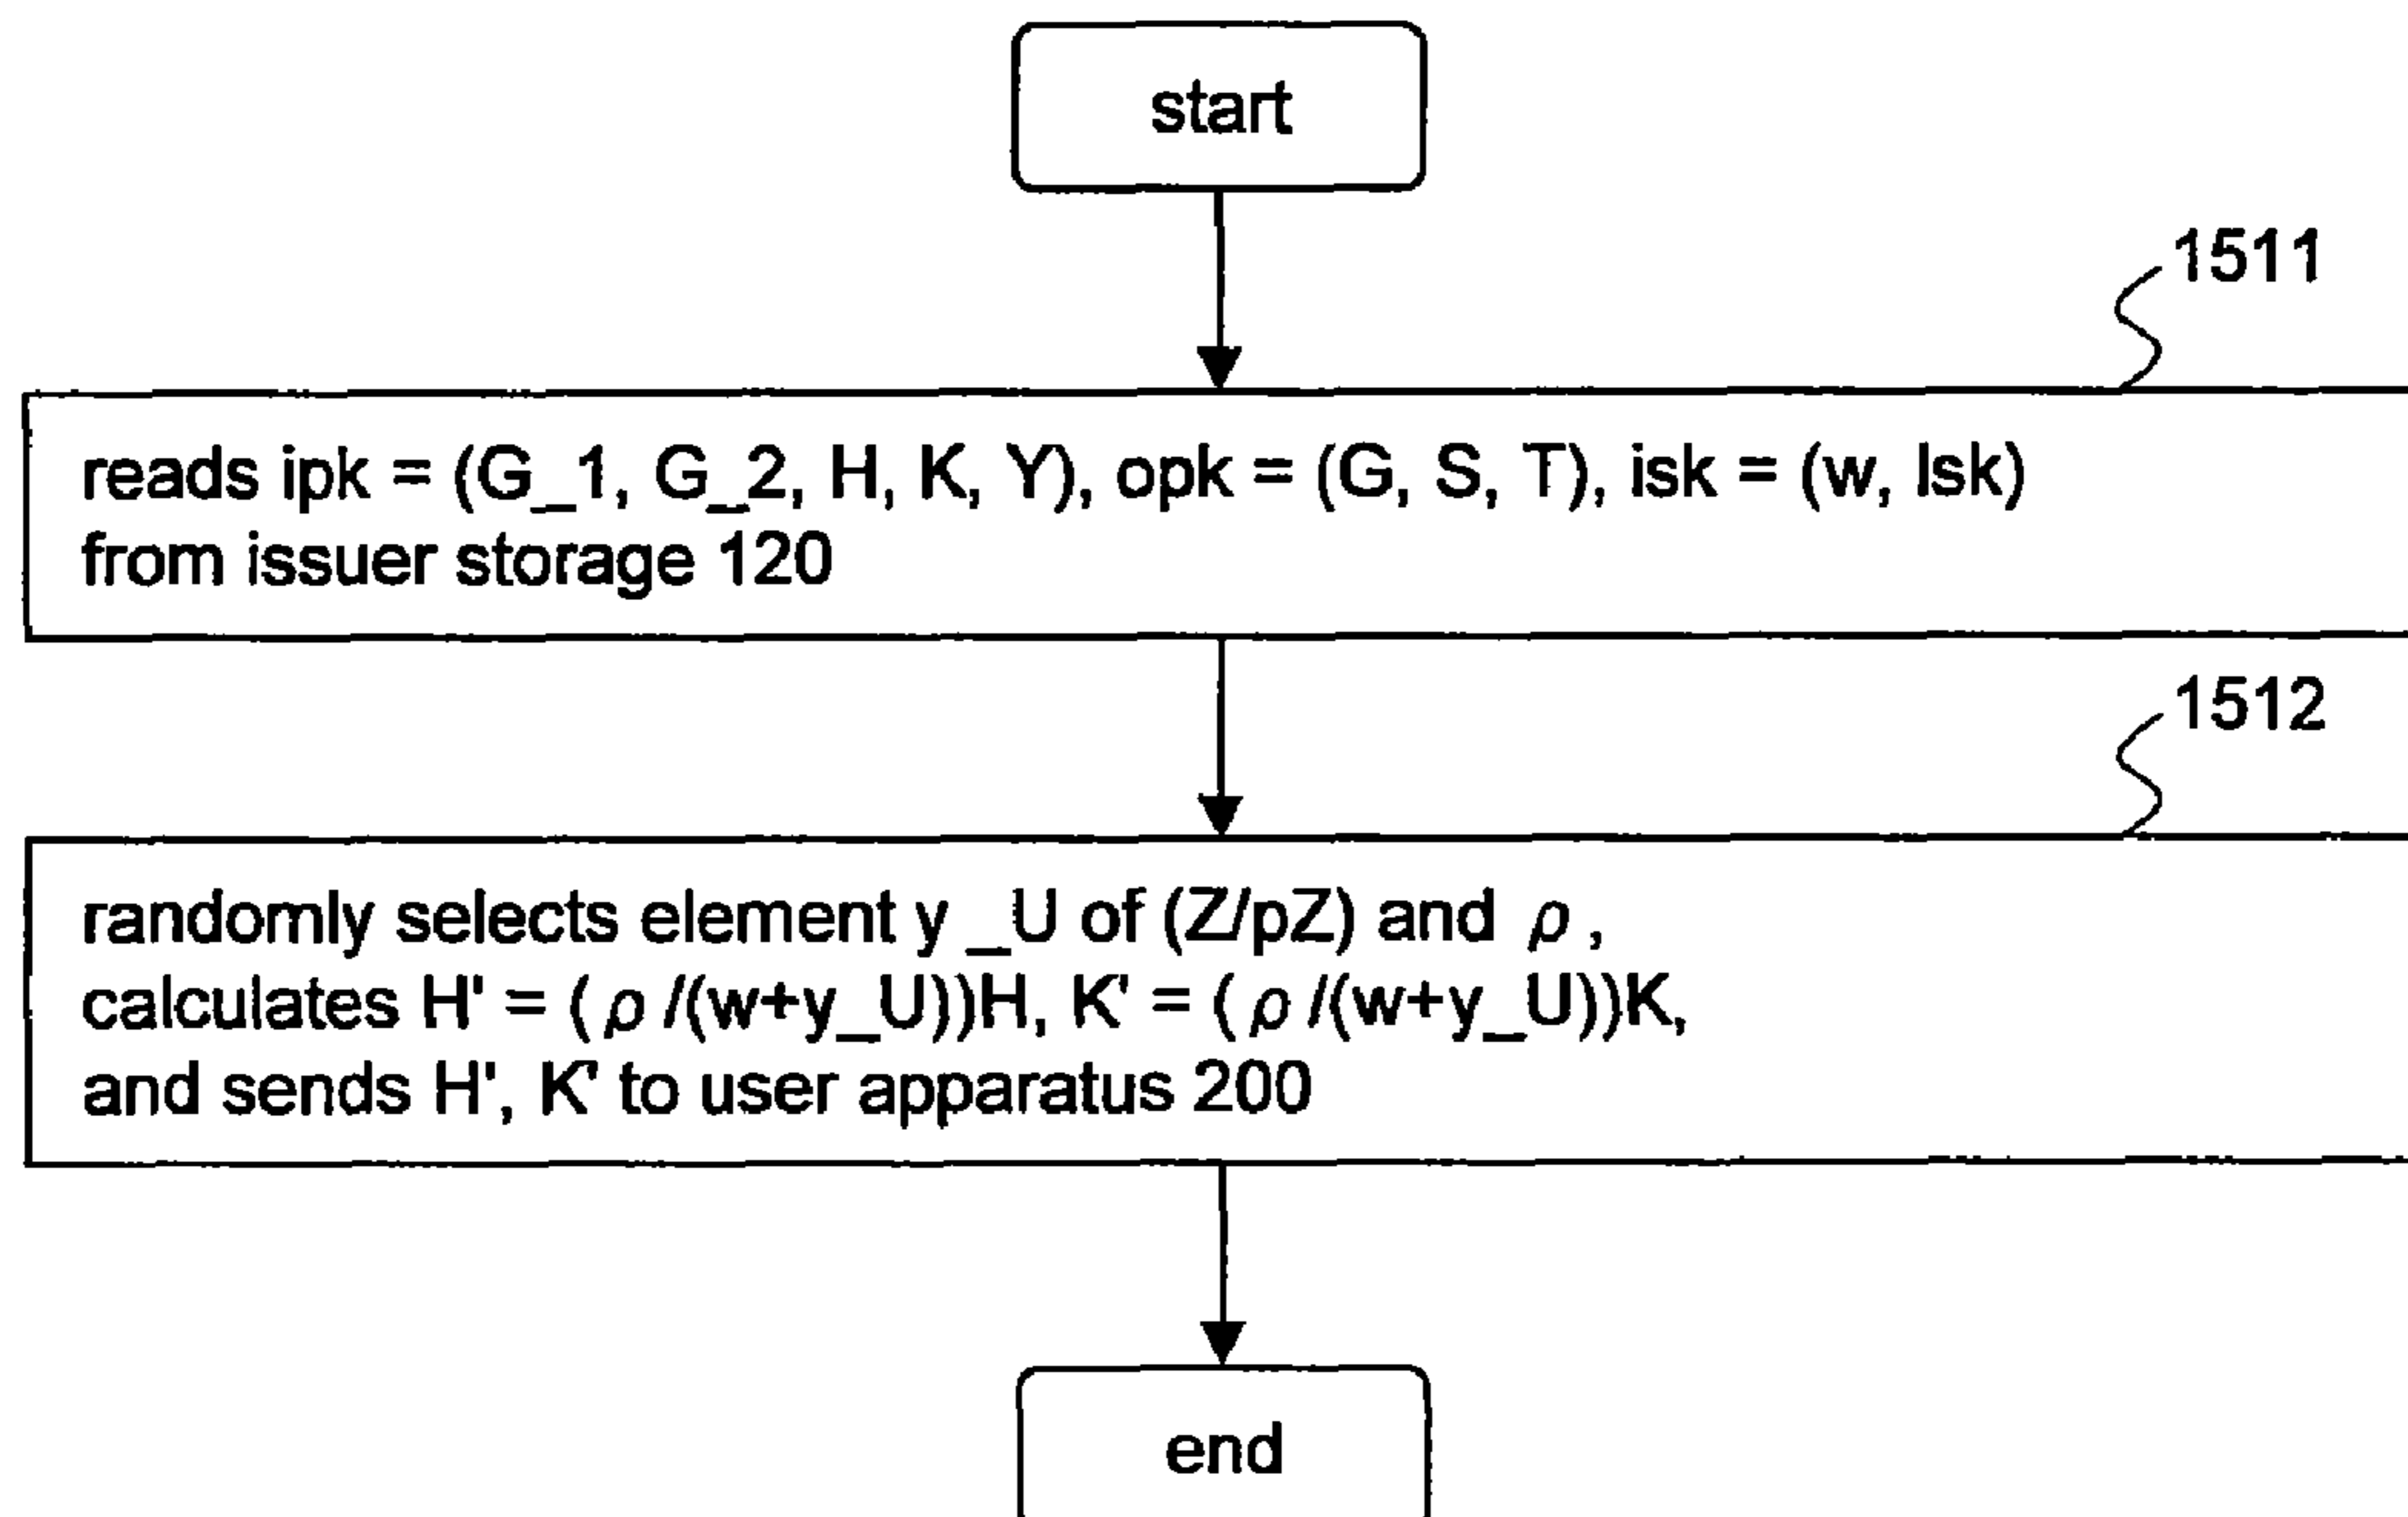 start
1511
reads ipk = (G_1, G_2, H, K, Y), opk = (G, S, T), isk = (w, Isk)
from issuer storage 120
1512
randomly selects element y_U of (Z/pZ) and ρ,
calculates H' = (ρ/(w+y_U))H, K' = (ρ/(w+y_U))K,
and sends H', K' to user apparatus 200
end